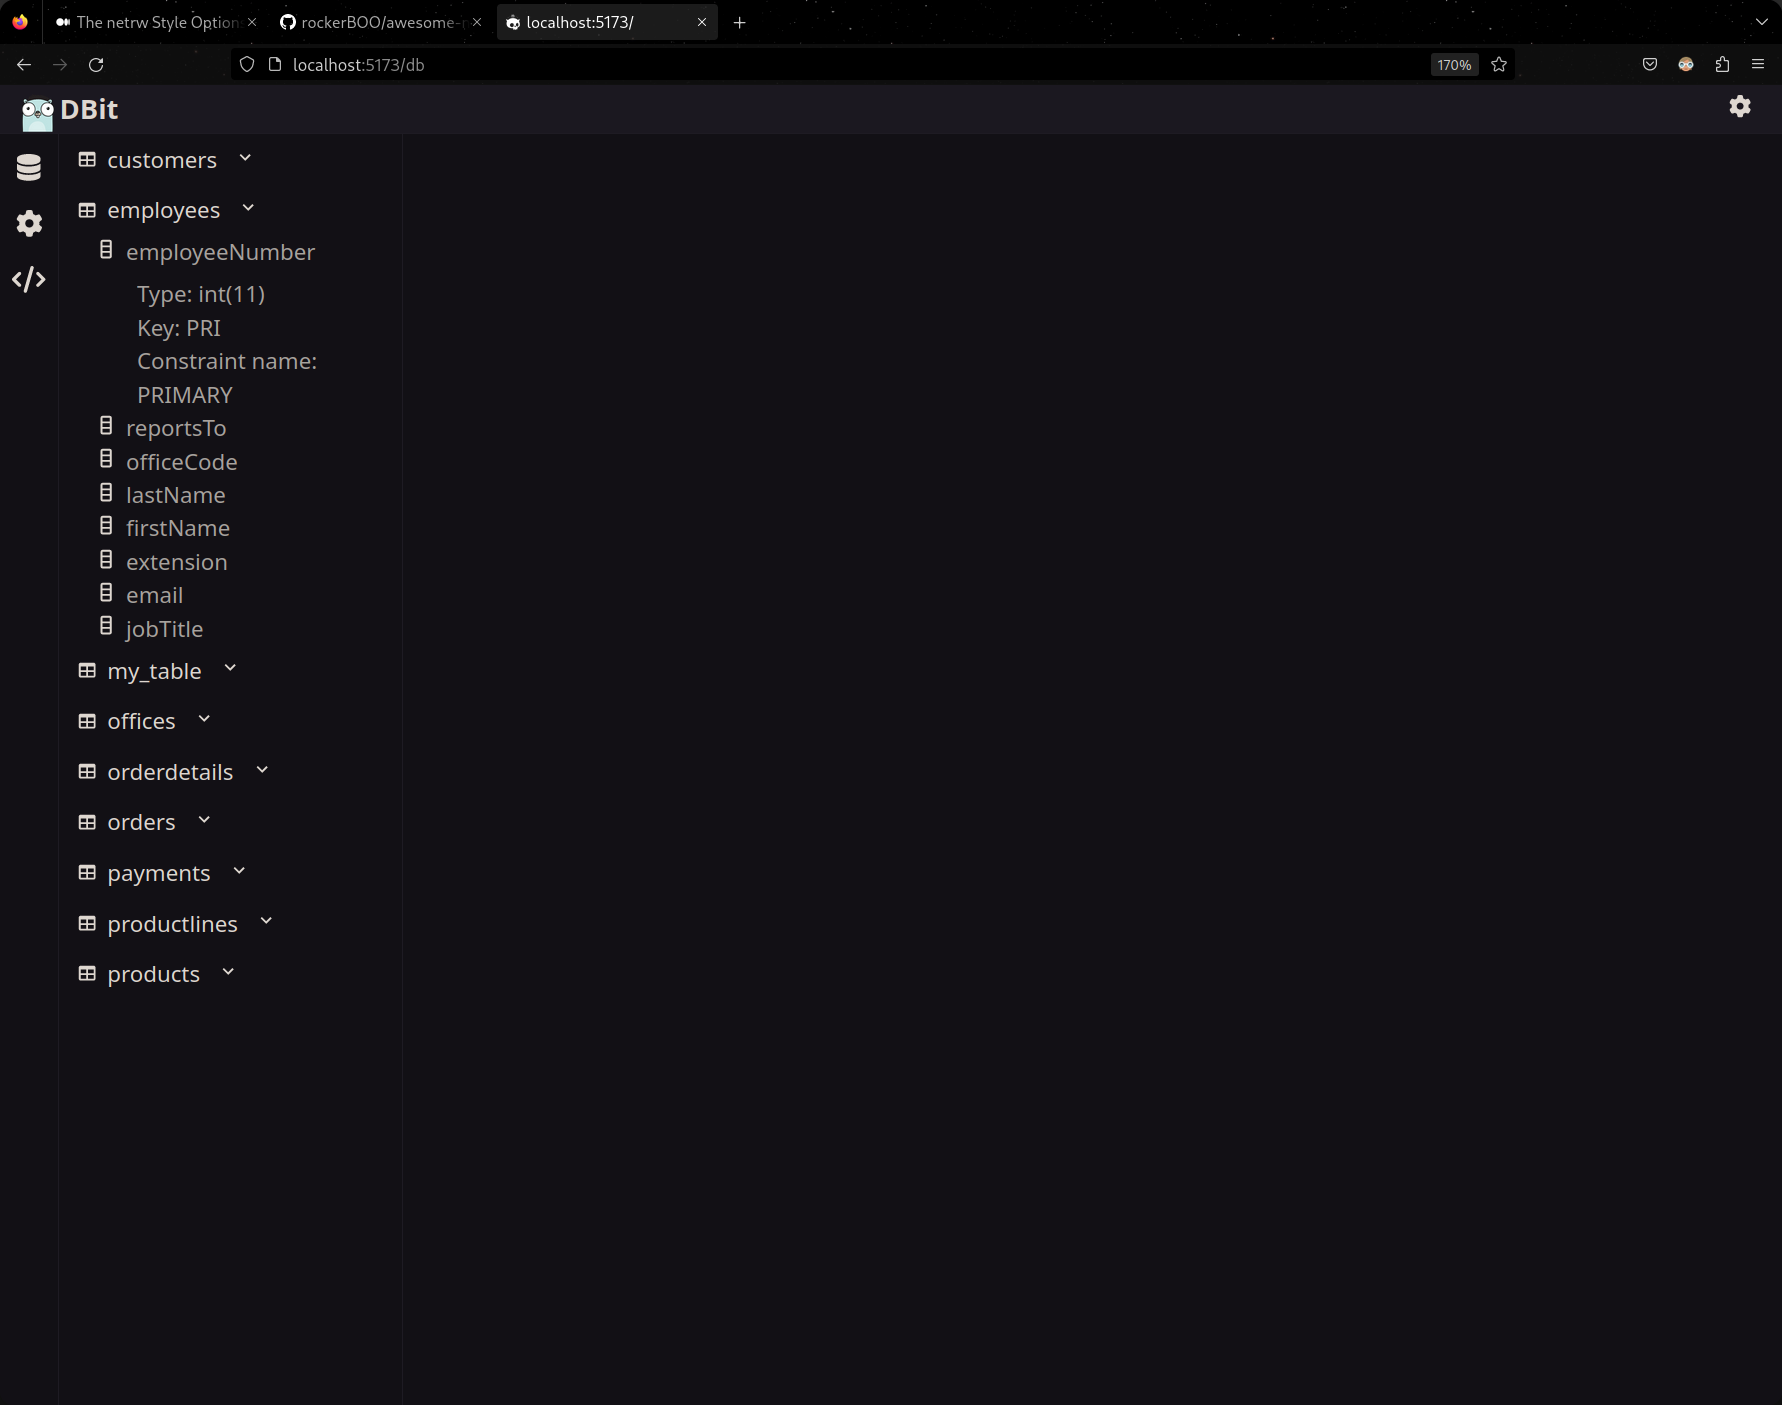 The netrw Style Option
rockerBOO/awesome-
localhost:5173/
localhost:5173/db
170%
DBit
customers
employees
employeeNumber
Type: int(11)
Key: PRI
Constraint name:
PRIMARY
reportsTo
officeCode
lastName
firstName
extension
email
jobTitle
my_table
offices
orderdetails
orders
payments
productlines
products